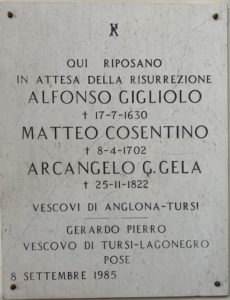 QUI RIPOSANO
IN ATTESA DELLA RISURREZIONE
ALFONSO GIGLIOLO
† 17-7-1630
MATTEO COSENTINO
† 8-4-1702
ARCANGELO G. GELA
† 25-11-1822
VESCOVI DI ANGLONA-TURSI
GERARDO PIERRO
VESCOVO DI TURSI-LAGONEGRO
POSE
8 SETTEMBRE 1985